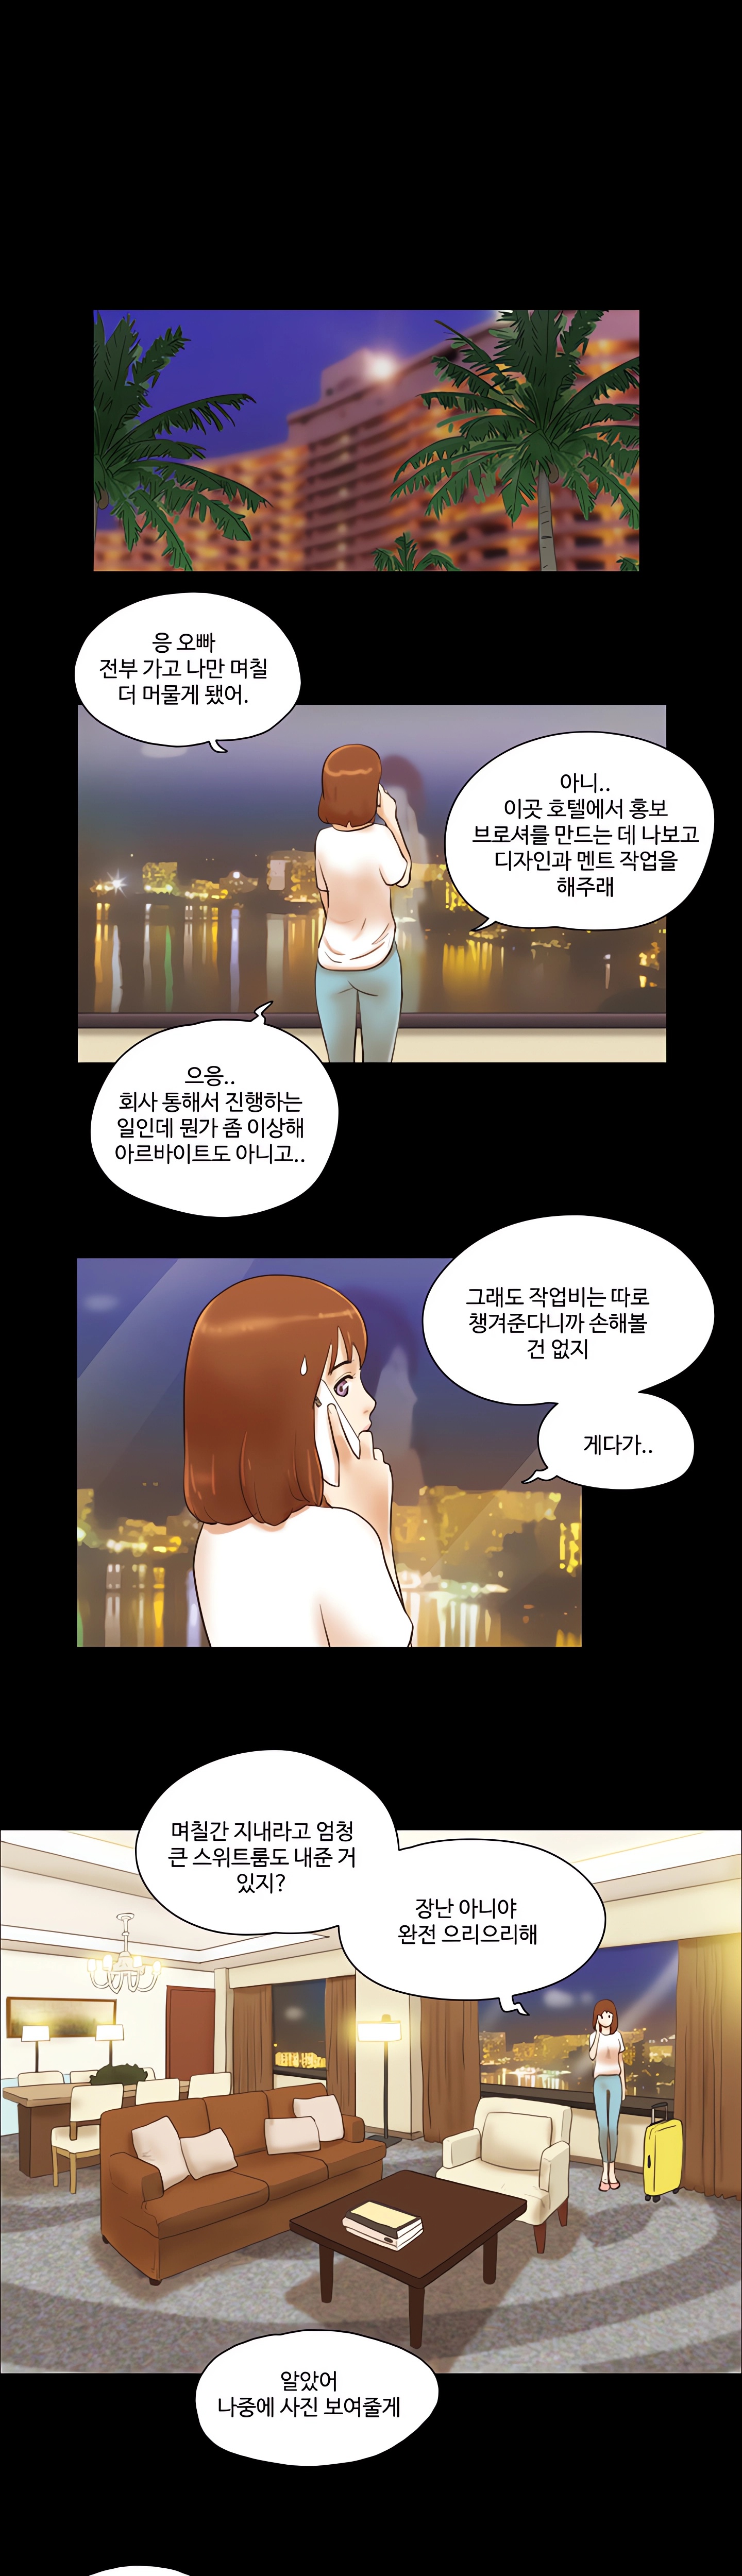 응 오빠
전부 가고 나만 며칠
더 머물게 됐어.
아니..
이곳 호텔에서 홍보
브로셔를 만드는 데 나보고
디자인과 멘트 작업을
해주래
으응..
회사 통해서 진행하는
일인데 뭔가 좀 이상해
아르바이트도 아니고..
그래도 작업비는 따로
챙겨준다니까 손해볼
건 없지
게다가..
며칠간 지내라고 엄청
큰 스위트룸도 내준 거
있지?
장난 아니야
완전 으리으리해
알았어
나중에 사진 보여줄게